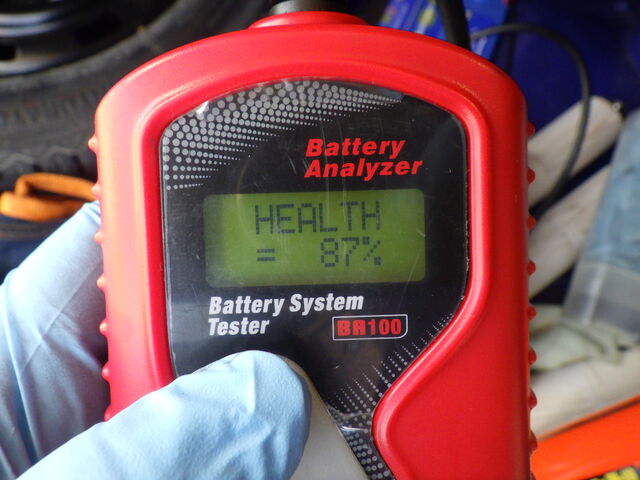 Battery
Analyzer
HEALTH
= 87%
Battery System
Tester
BA100